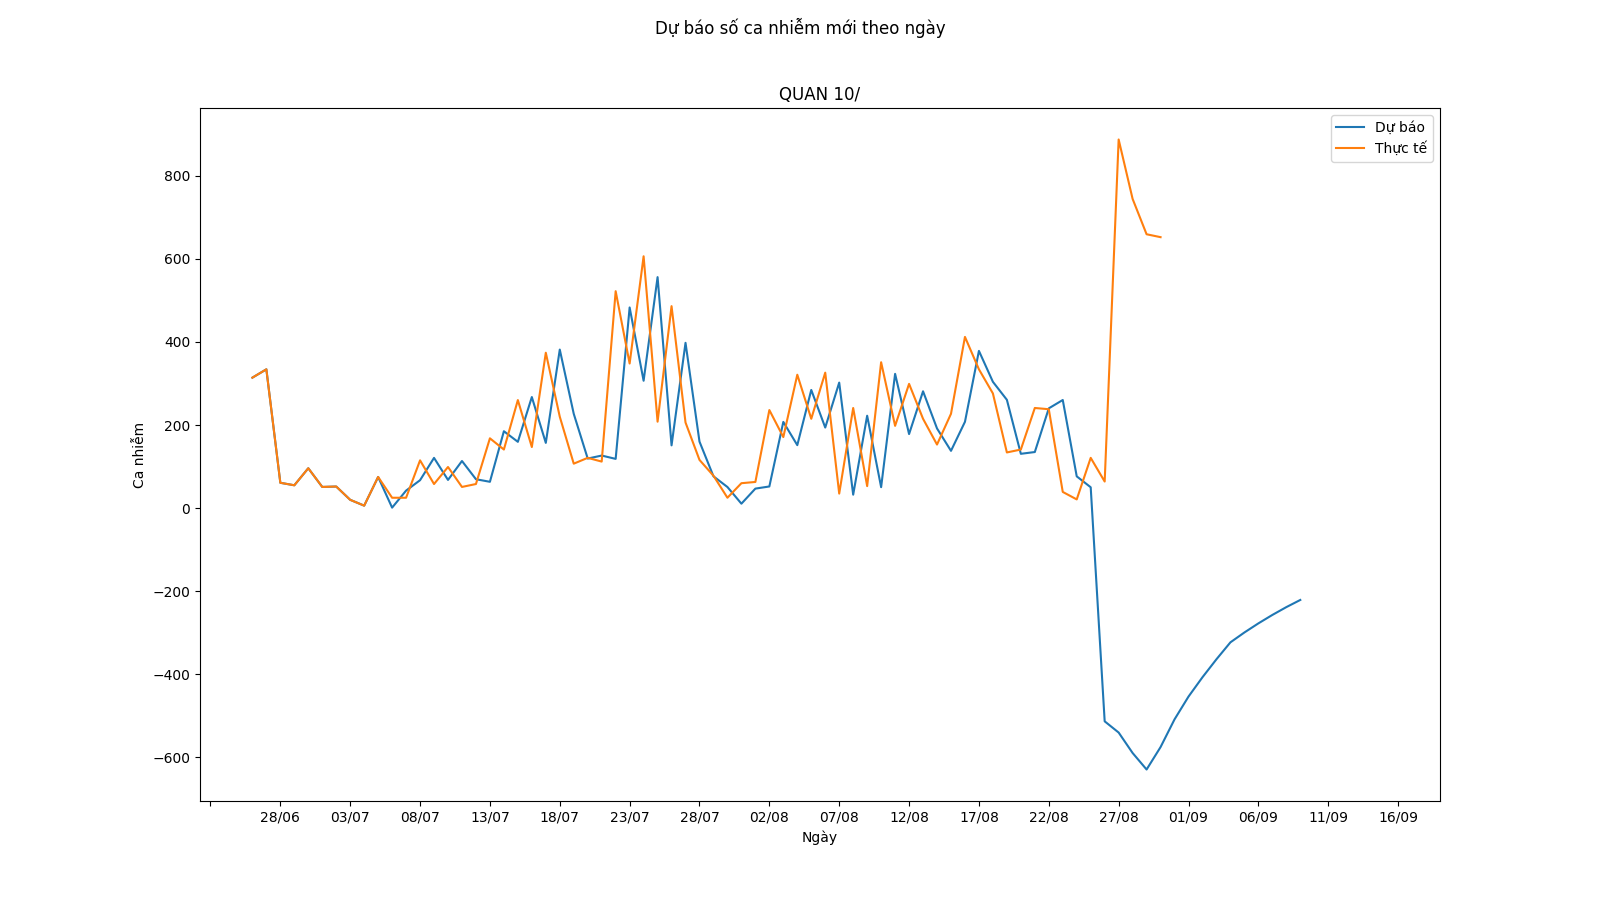 Dự báo số ca nhiễm mới theo ngày
QUAN 10/
Dự báo
Thực tế
800
600
400
200
0
−200
−400
−600
Ca nhiễm
28/06 03/07 08/07 13/07 18/07 23/07 28/07 02/08 07/08 12/08 17/08 22/08 27/08 01/09 06/09 11/09 16/09
Ngày